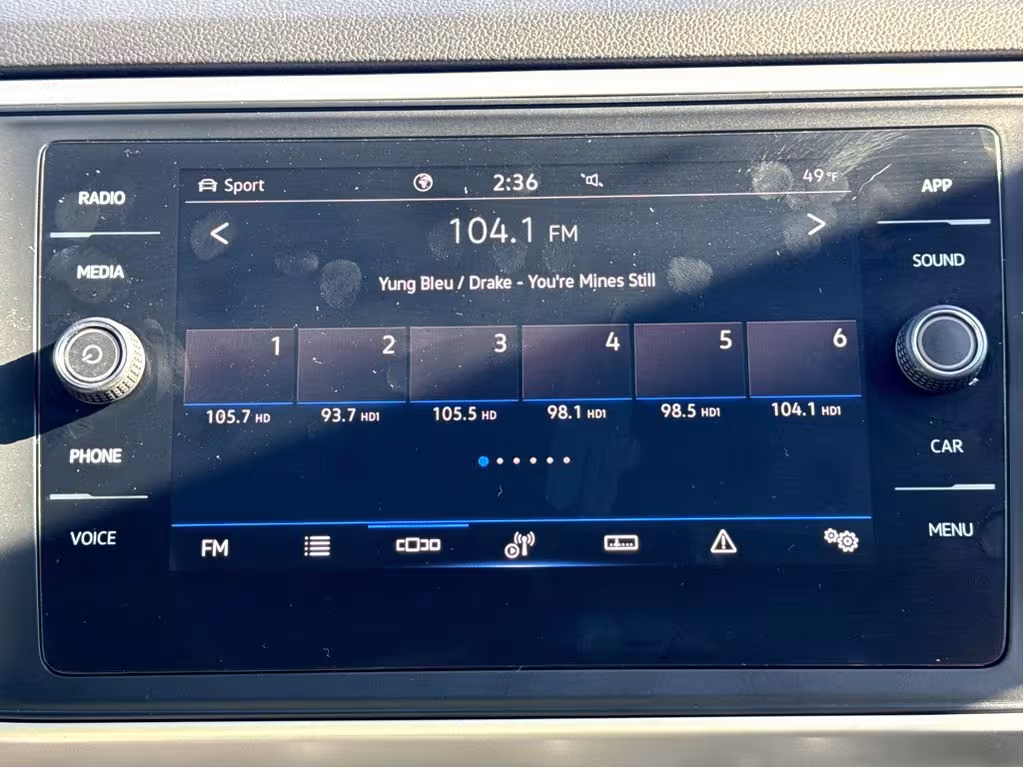 RADIO
MEDIA
PHONE
VOICE
Sport 2:36 49°F
< 104.1 FM >
Yung Bleu / Drake - You're Mines Still
1 2 3 4 5 6
105.7 HD 93.7 HD1 105.5 HD 98.1 HD1 98.5 HD1 104.1 HD1
FM
APP
SOUND
CAR
MENU